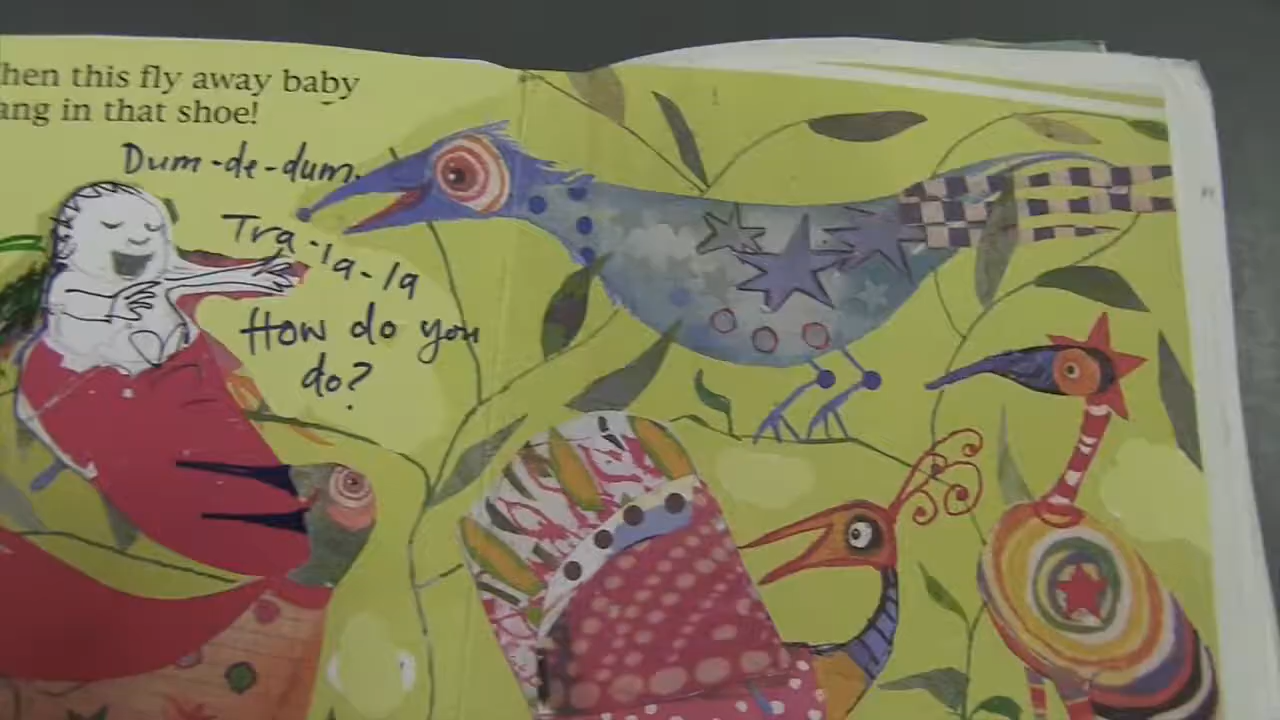 hen this fly away baby
ang in that shoe!
Dum-de-dum.
Tra-la-la
How do you
do?